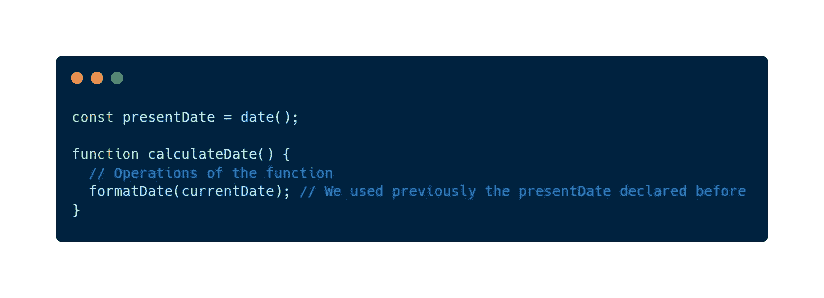 const presentDate = date();
function calculateDate() {
// Operations of the function
formatDate(currentDate); // We used previously the presentDate declared before
}